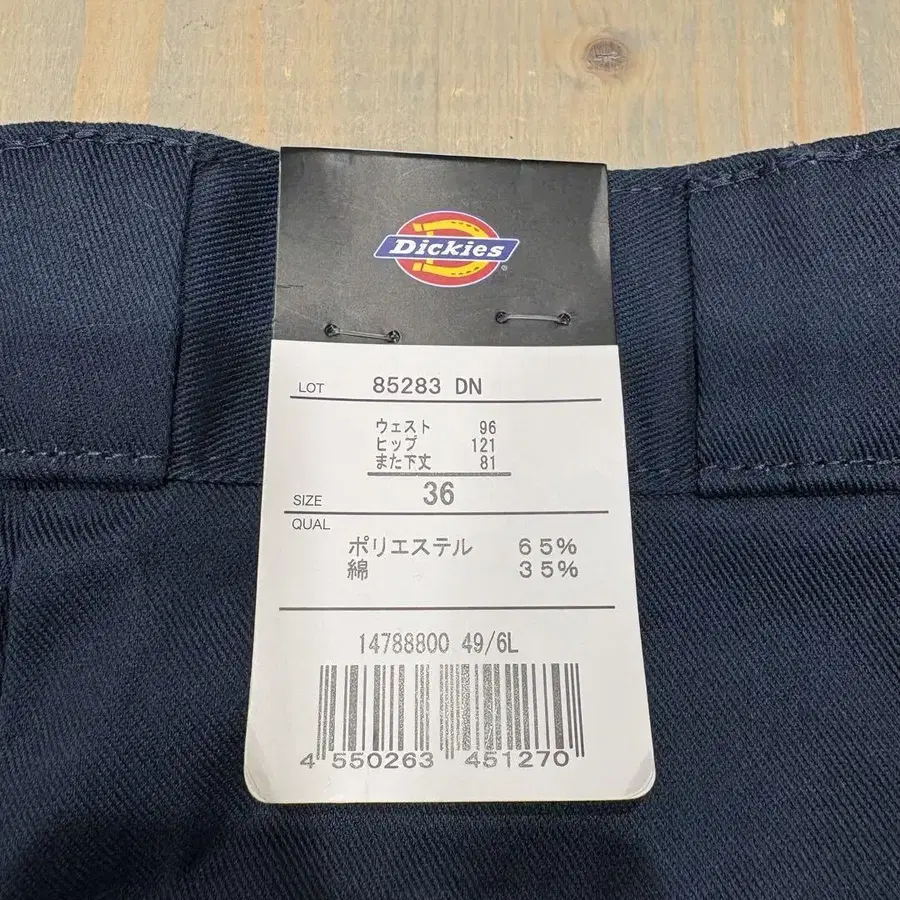 Dickies
LOT 85283 DN
ウェスト 96
ヒップ 121
また下丈 81
SIZE 36
QUAL
ポリエステル 65%
綿 35%
14788800 49/6L
4 550263 451270